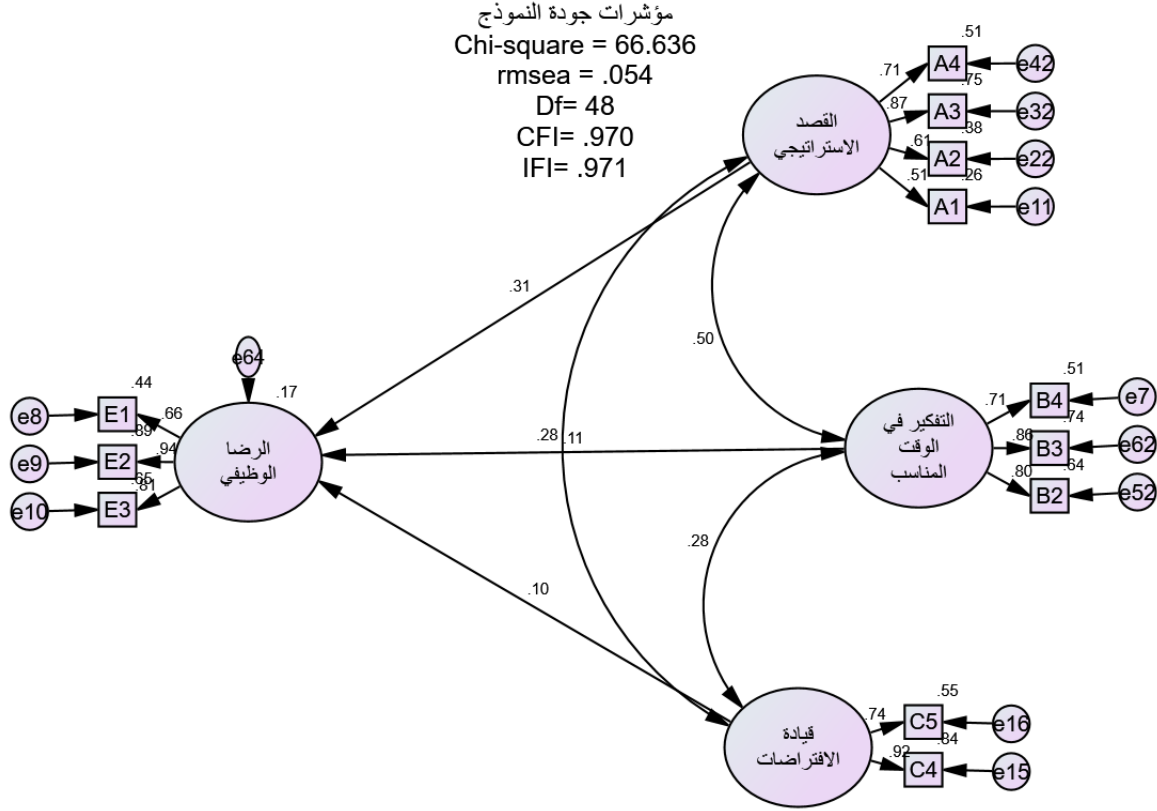 مؤشرات جودة النموذج
Chi-square = 66.636
rmsea = .054
Df= 48
CFI= .970
IFI= .971
القصد
الاستراتيجي
.71
.87
.61
.51
A4
A3
A2
A1
.51
.75
.38
.26
e42
e32
e22
e11
.31
.50
.28
.11
.28
.10
e64
.17
الرضا
الوظيفي
.44
.89
.65
.66
.94
.81
E1
E2
E3
e8
e9
e10
التفكير في
الوقت
المناسب
.71
.86
.80
B4
B3
B2
.51
.74
.64
e7
e62
e52
قيادة
الافتراضات
.74
.92
C5
C4
.55
.84
e16
e15